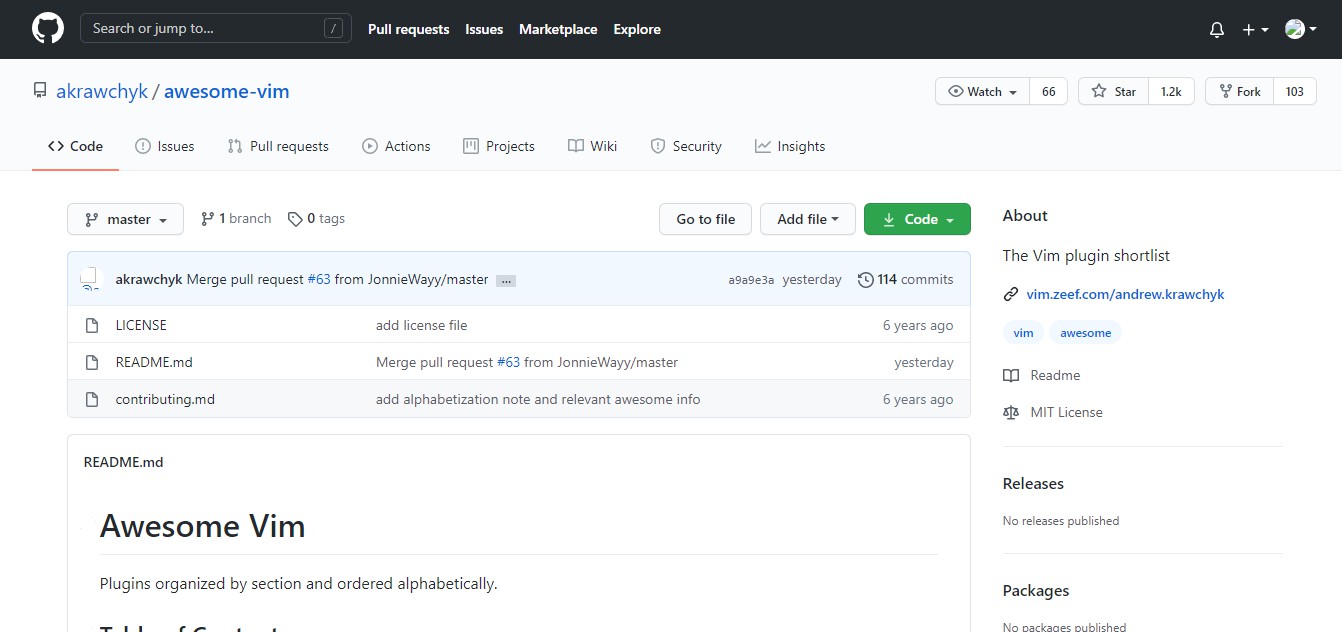 Search or jump to... /
Pull requests Issues Marketplace Explore
akrawchyk / awesome-vim
Watch 66 Star 1.2k Fork 103
Code Issues Pull requests Actions Projects Wiki Security Insights
master 1 branch 0 tags Go to file Add file Code
akrawchyk Merge pull request #63 from JonnieWayy/master ... a9a9e3a yesterday 114 commits
LICENSE add license file 6 years ago
README.md Merge pull request #63 from JonnieWayy/master yesterday
contributing.md add alphabetization note and relevant awesome info 6 years ago
README.md
Awesome Vim
Plugins organized by section and ordered alphabetically.
About
The Vim plugin shortlist
vim.zeef.com/andrew.krawchyk
vim awesome
Readme
MIT License
Releases
No releases published
Packages
No packages published